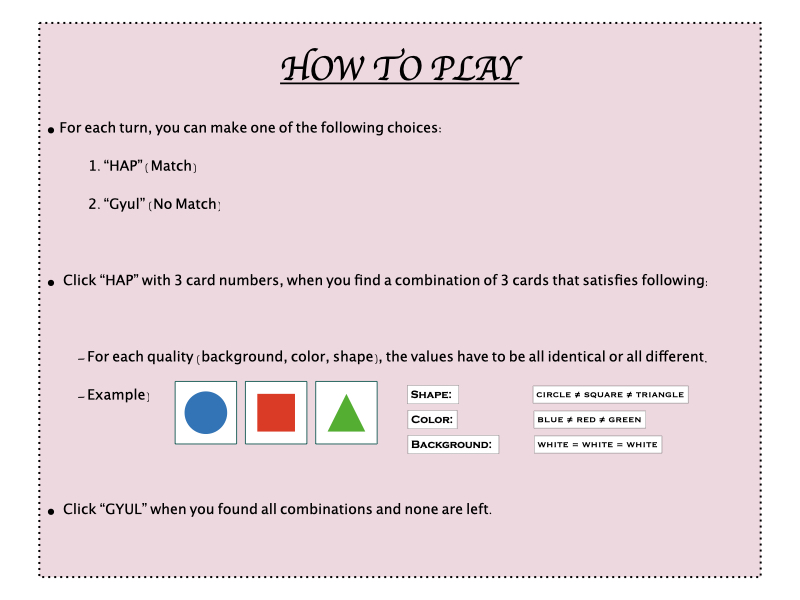 HOW TO PLAY
• For each turn, you can make one of the following choices:
1. “HAP” (Match)
2. “Gyul” (No Match)
• Click “HAP” with 3 card numbers, when you find a combination of 3 cards that satisfies following:
– For each quality (background, color, shape), the values have to be all identical or all different.
– Example)
SHAPE: CIRCLE ≠ SQUARE ≠ TRIANGLE
COLOR: BLUE ≠ RED ≠ GREEN
BACKGROUND: WHITE = WHITE = WHITE
• Click “GYUL” when you found all combinations and none are left.